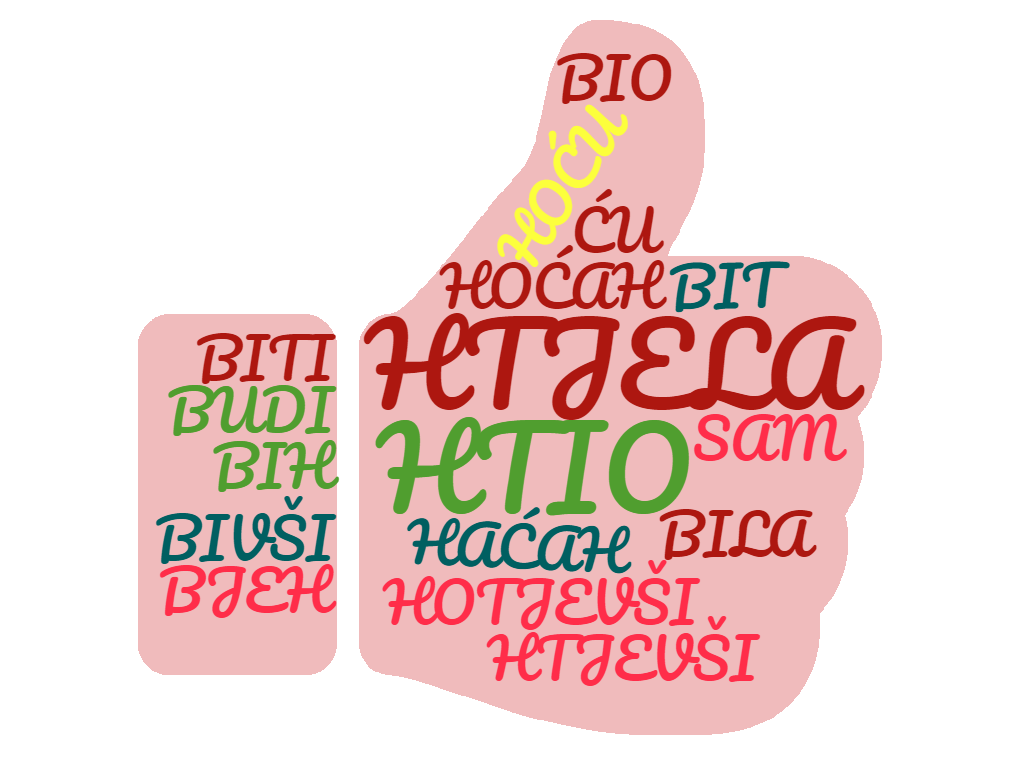 BIO
HOĆU
ĆU
HOĆAH
BIT
HTJELA
BITI
BUDI
HTIO
SAM
BIH
BIVŠI
HAĆAH
BILA
BJEH
HOTJEVŠI
HTJEVŠI